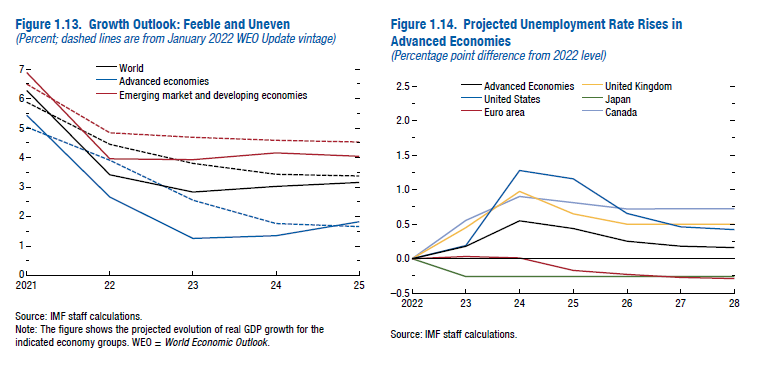 Figure 1.13. Growth Outlook: Feeble and Uneven
(Percent; dashed lines are from January 2022 WEO Update vintage)
World
Advanced economies
Emerging market and developing economies
7
6
5
4
3
2
1
0
2021 22 23 24 25
Source: IMF staff calculations.
Note: The figure shows the projected evolution of real GDP growth for the
indicated economy groups. WEO = World Economic Outlook.
Figure 1.14. Projected Unemployment Rate Rises in
Advanced Economies
(Percentage point difference from 2022 level)
Advanced Economies United Kingdom
United States Japan
Euro area Canada
2.5
2.0
1.5
1.0
0.5
0.0
–0.5
2022 23 24 25 26 27 28
Source: IMF staff calculations.